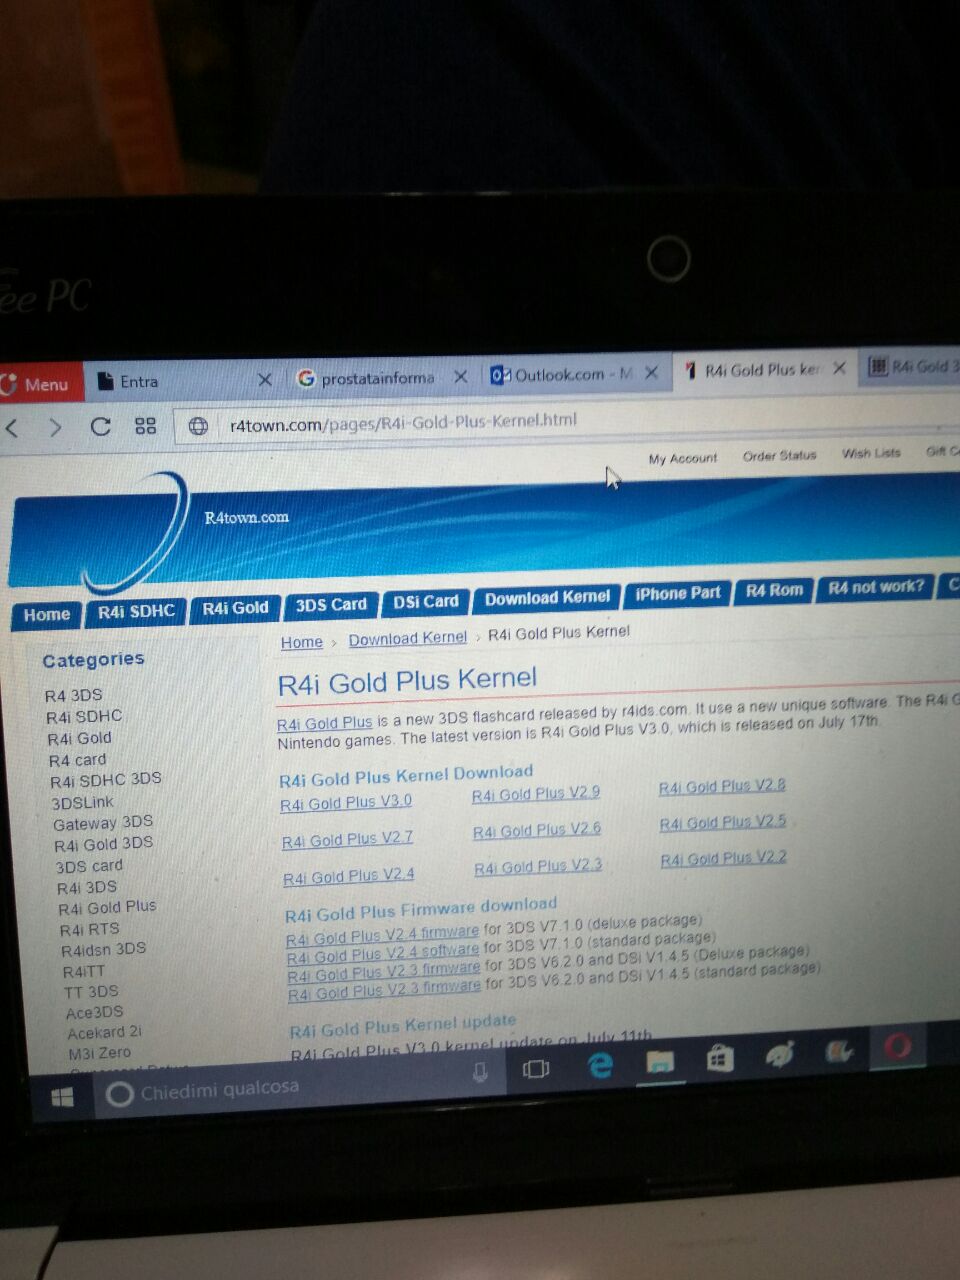 ee PC
Menu
Entra
prostatainforma
Outlook.com - M
R4i Gold Plus ker
R4i Gold 3
r4town.com/pages/R4i-Gold-Plus-Kernel.html
My Account
Order Status
Wish Lists
Gift C
R4town.com
Home
R4i SDHC
R4i Gold
3DS Card
DSi Card
Download Kernel
iPhone Part
R4 Rom
R4 not work?
C
Home > Download Kernel > R4i Gold Plus Kernel
Categories
R4 3DS
R4i SDHC
R4i Gold
R4 card
R4i SDHC 3DS
3DSLink
Gateway 3DS
R4i Gold 3DS
3DS card
R4i 3DS
R4i Gold Plus
R4i RTS
R4idsn 3DS
R4iTT
TT 3DS
Ace3DS
Acekard 2i
M3i Zero
R4i Gold Plus Kernel
R4i Gold Plus is a new 3DS flashcard released by r4ids.com. It use a new unique software. The R4i G
Nintendo games. The latest version is R4i Gold Plus V3.0, which is released on July 17th.
R4i Gold Plus Kernel Download
R4i Gold Plus V3.0
R4i Gold Plus V2.9
R4i Gold Plus V2.8
R4i Gold Plus V2.7
R4i Gold Plus V2.6
R4i Gold Plus V2.5
R4i Gold Plus V2.4
R4i Gold Plus V2.3
R4i Gold Plus V2.2
R4i Gold Plus Firmware download
R4i Gold Plus V2.4 firmware for 3DS V7.1.0 (deluxe package)
R4i Gold Plus V2.4 software for 3DS V7.1.0 (standard package)
R4i Gold Plus V2.3 firmware for 3DS V6.2.0 and DSi V1.4.5 (Deluxe package)
R4i Gold Plus V2.3 firmware for 3DS V6.2.0 and DSi V1.4.5 (standard package)
R4i Gold Plus Kernel update
R4i Gold Plus V3.0 kernel update on July 11th
Chiedimi qualcosa